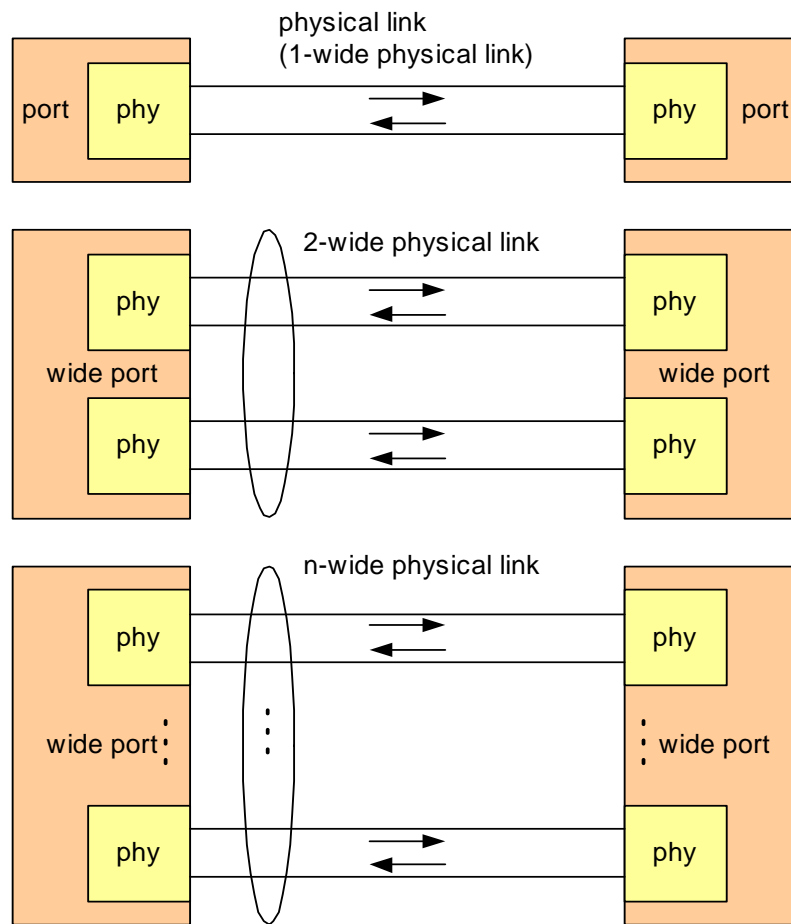 physical link
(1-wide physical link)
port
phy
phy
port
2-wide physical link
phy
phy
wide port
wide port
phy
phy
n-wide physical link
phy
phy
wide port
wide port
phy
phy